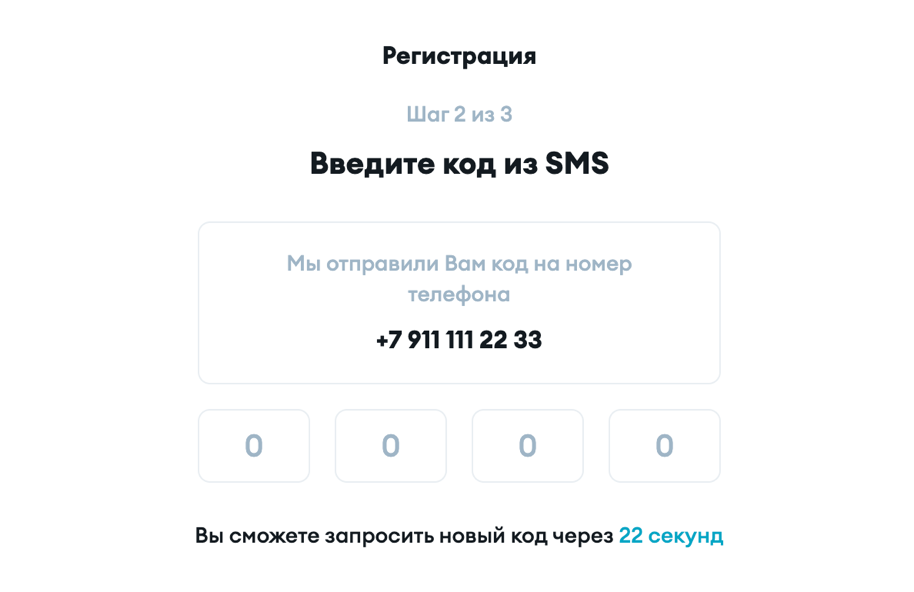 Регистрация
Шаг 2 из 3
Введите код из SMS
Мы отправили Вам код на номер
телефона
+7 911 111 22 33
0 0 0 0
Вы сможете запросить новый код через 22 секунд